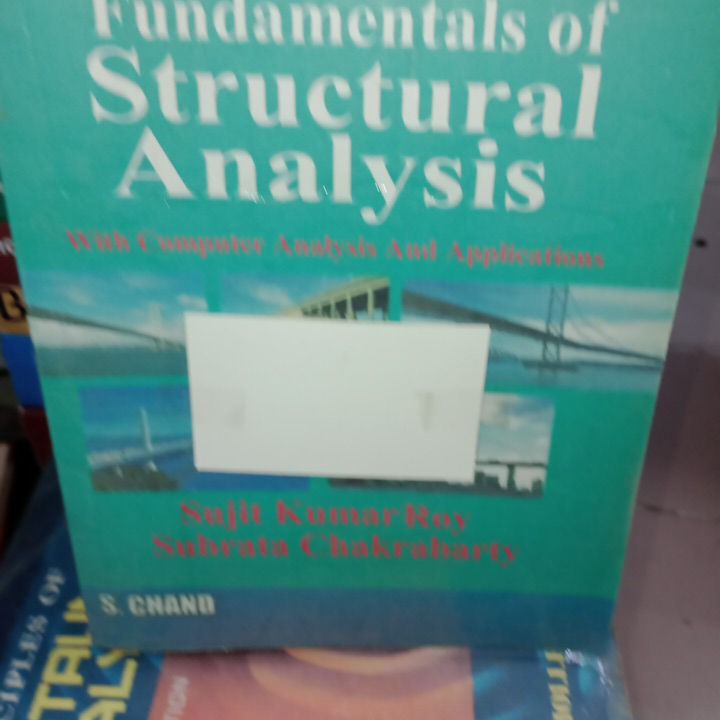 Fundamentals of
Structural
Analysis
With Computer Analysis And Applications
Sujit Kumar Roy
Subrata Chakrabarty
S. CHAND